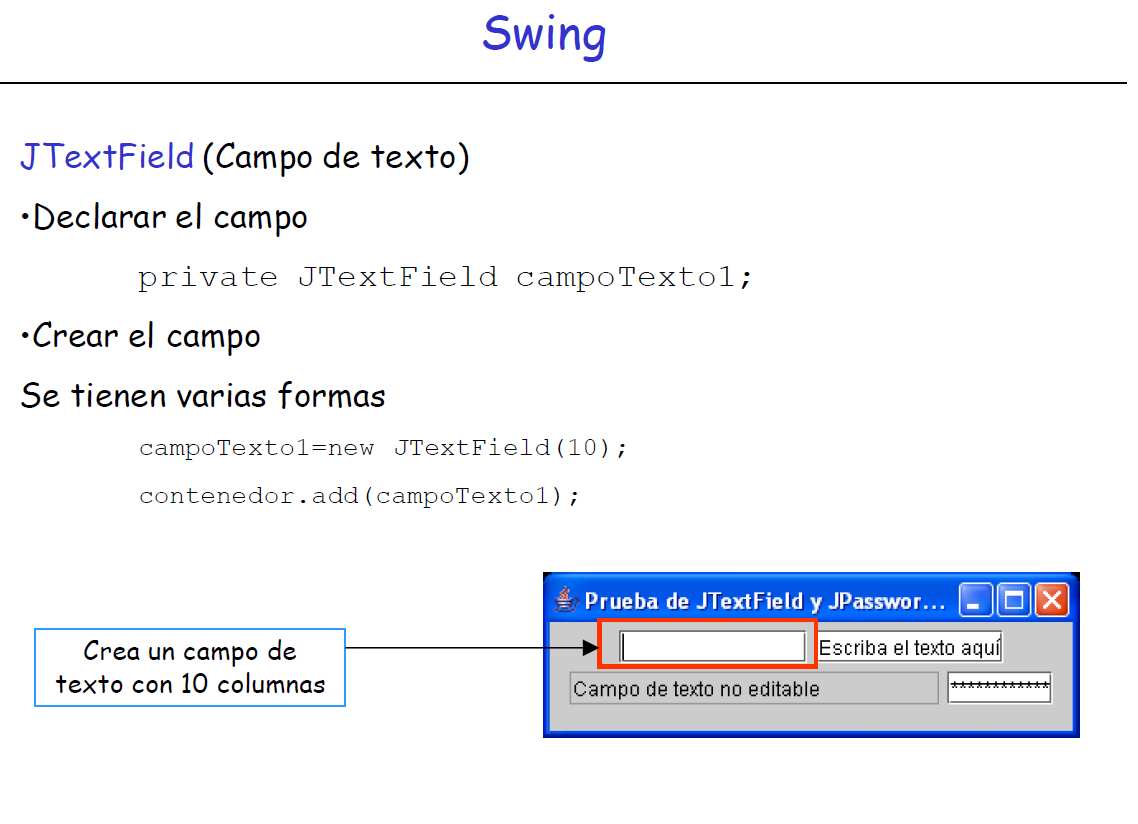 Swing
JTextField (Campo de texto)
•Declarar el campo
private JTextField campoTexto1;
•Crear el campo
Se tienen varias formas
campoTexto1=new JTextField(10);
contenedor.add(campoTexto1);
Prueba de JTextField y JPasswor...
Crea un campo de
texto con 10 columnas
Escriba el texto aquí
Campo de texto no editable
************